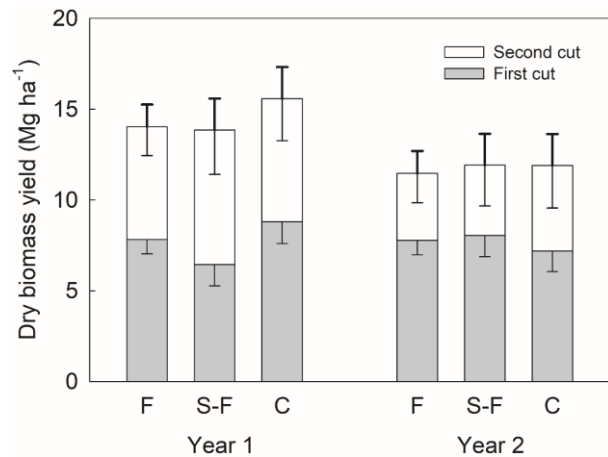 Dry biomass yield (Mg ha⁻¹)
20
15
10
5
0
Second cut
First cut
F S-F C F S-F C
Year 1 Year 2